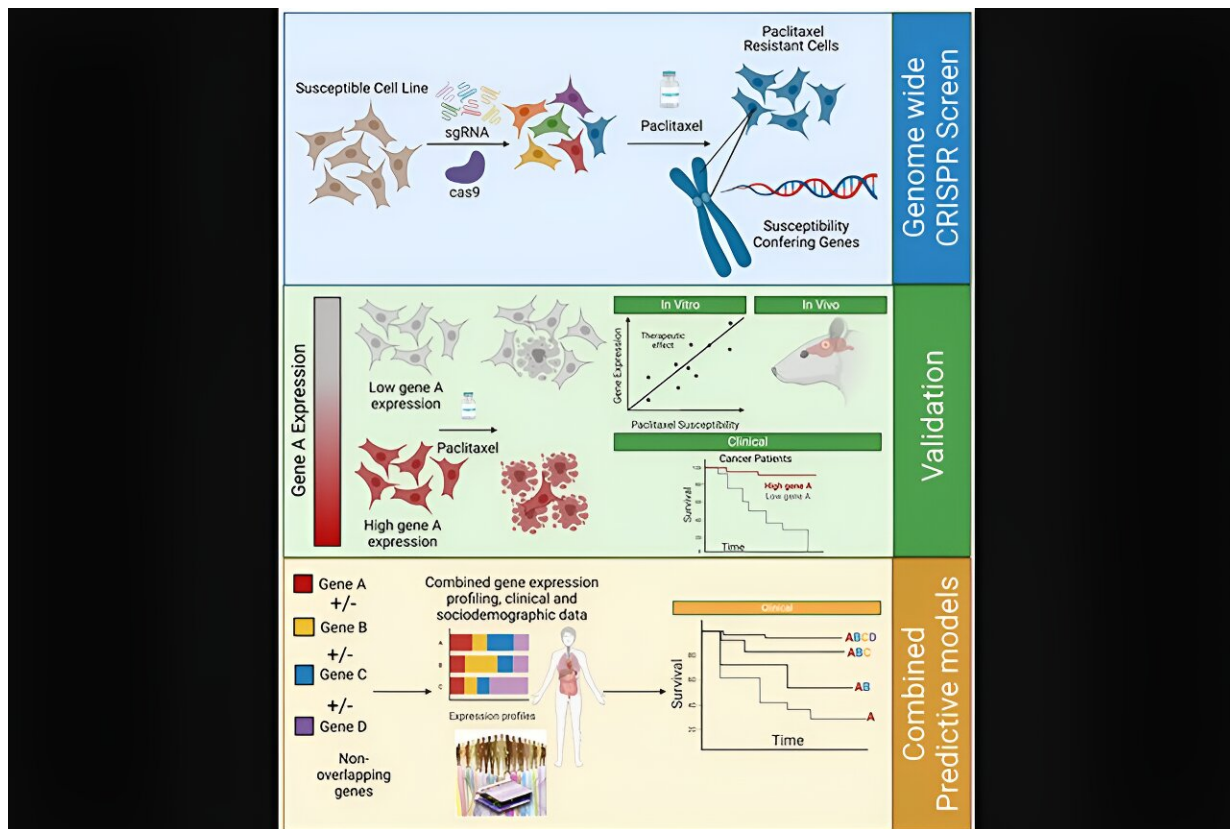 Paclitaxel
Resistant Cells
Susceptible Cell Line
sgRNA
cas9
Paclitaxel
Susceptibility
Confering Genes
Genome wide
CRISPR Screen
Gene A Expression
Low gene A
expression
Paclitaxel
High gene A
expression
In Vitro
Gene Expression
Therapeutic
effect
Paclitaxel Susceptibility
In Vivo
Clinical
Cancer Patients
High gene A
Low gene A
Survival
Time
Validation
Gene A
+/-
Gene B
+/-
Gene C
+/-
Gene D
Non-
overlapping
genes
Combined gene expression
profiling, clinical and
sociodemographic data
A
B
C
Expression profiles
Clinical
Survival
ABCD
ABC
AB
A
Time
Combined
Predictive models